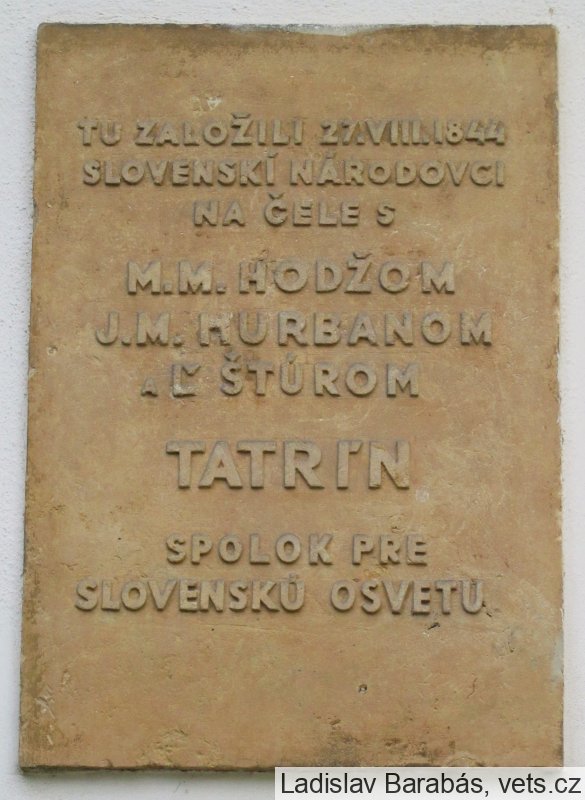 TU ZALOŽILI 27.VIII.1844
SLOVENSKÍ NÁRODOVCI
NA ČELE S
M.M. HODŽOM
J.M. HURBANOM
A Ľ ŠTÚROM
TATRÍN
SPOLOK PRE
SLOVENSKÚ OSVETU
Ladislav Barabás, vets.cz